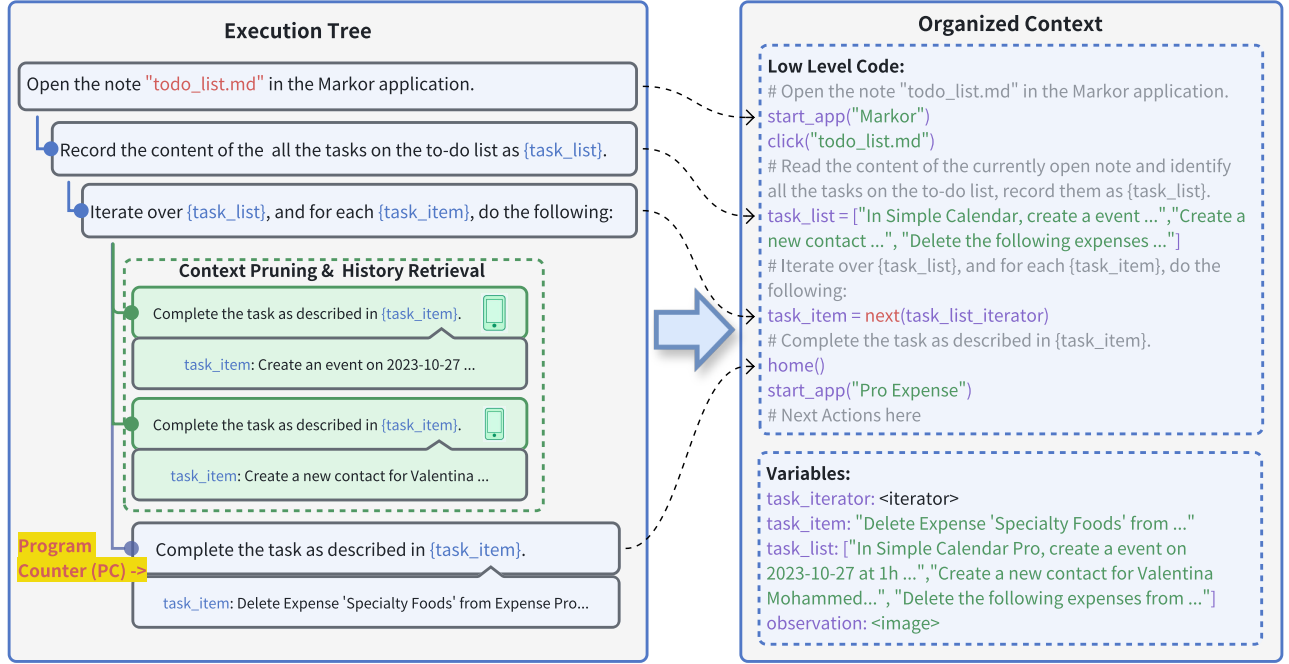 Execution Tree
Open the note "todo_list.md" in the Markor application.
Record the content of the all the tasks on the to-do list as {task_list}.
Iterate over {task_list}, and for each {task_item}, do the following:
Context Pruning & History Retrieval
Complete the task as described in {task_item}.
task_item: Create an event on 2023-10-27 ...
Complete the task as described in {task_item}.
task_item: Create a new contact for Valentina ...
Program
Counter (PC) ->
Complete the task as described in {task_item}.
task_item: Delete Expense 'Specialty Foods' from Expense Pro...
Organized Context
Low Level Code:
# Open the note "todo_list.md" in the Markor application.
start_app("Markor")
click("todo_list.md")
# Read the content of the currently open note and identify
all the tasks on the to-do list, record them as {task_list}.
task_list = ["In Simple Calendar, create a event ...","Create a
new contact ...", "Delete the following expenses ..."]
# Iterate over {task_list}, and for each {task_item}, do the
following:
task_item = next(task_list_iterator)
# Complete the task as described in {task_item}.
home()
start_app("Pro Expense")
# Next Actions here
Variables:
task_iterator: <iterator>
task_item: "Delete Expense 'Specialty Foods' from ..."
task_list: ["In Simple Calendar Pro, create a event on
2023-10-27 at 1h ...","Create a new contact for Valentina
Mohammed...", "Delete the following expenses from ..."]
observation: <image>